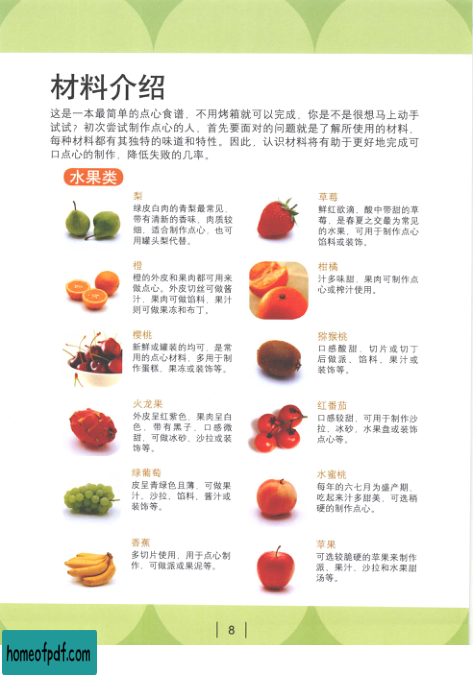 材料介绍
这是一本最简单的点心食谱，不用烤箱就可以完成，你是不是很想马上动手
试试？初次尝试制作点心的人，首先要面对的问题就是了解所使用的材料，
每种材料都有其独特的味道和特性。因此，认识材料将有助于更好地完成可
口点心的制作，降低失败的几率。
水果类
梨
绿皮白肉的青梨最常见，
带有清新的香味，肉质较
细，适合制作点心，也可
用罐头梨代替。
草莓
鲜红欲滴，酸中带甜的草
莓，是春夏之交最为常见
的水果，可用于制作点心
馅料或装饰。
橙
橙的外皮和果肉都可用来
做点心。外皮切丝可做酱
汁，果肉可做馅料，果汁
则可做果冻和布丁。
柑橘
汁多味甜，果肉可制作点
心或榨汁使用。
樱桃
新鲜或罐装的均可，是常
用的点心材料，多用于制
作蛋糕、果冻或装饰等。
猕猴桃
口感酸甜，切片或切丁
后做派、馅料、果汁或
装饰等。
火龙果
外皮呈红紫色，果肉呈白
色，带有黑子，口感微
甜，可做冰砂，沙拉或装
饰等。
红番茄
口感较甜，可用于制作沙
拉、冰砂、水果盘或装饰
点心等。
绿葡萄
皮呈青绿色且薄，可做果
汁、沙拉、馅料、酱汁或
装饰等。
水蜜桃
每年的六七月为盛产期，
吃起来汁多甜美，可选稍
硬的制作点心。
香蕉
多切片使用，用于点心制
作，可做派或果泥等。
苹果
可选较脆硬的苹果来制作
派、果汁、沙拉和水果甜
汤等。
8
homeofpdf.com